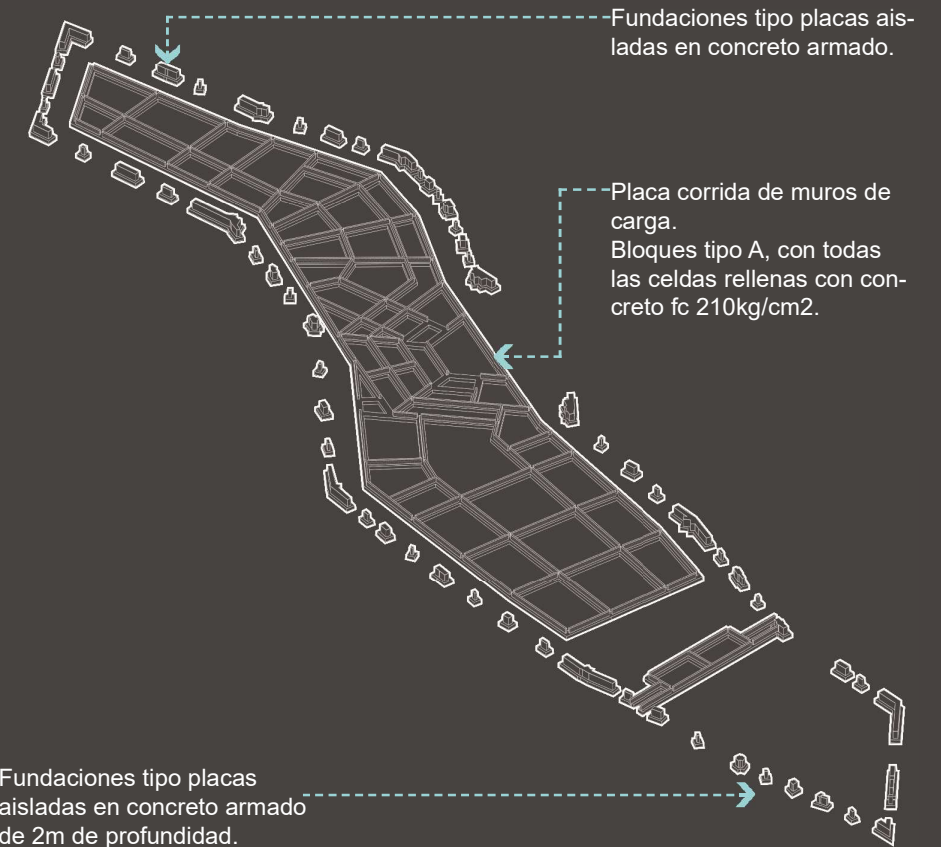 Fundaciones tipo placas ais-
ladas en concreto armado.
Placa corrida de muros de
carga.
Bloques tipo A, con todas
las celdas rellenas con con-
creto fc 210kg/cm2.
Fundaciones tipo placas
aisladas en concreto armado
de 2m de profundidad.